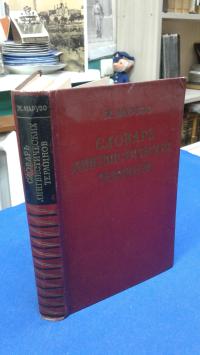 Ж. МАРУЗО
СЛОВАРЬ
ЛИНГВИСТИЧЕСКИХ
ТЕРМИНОВ
Ж. МАРУЗО
СЛОВАРЬ
ЛИНГВИСТИЧЕСКИХ
ТЕРМИНОВ